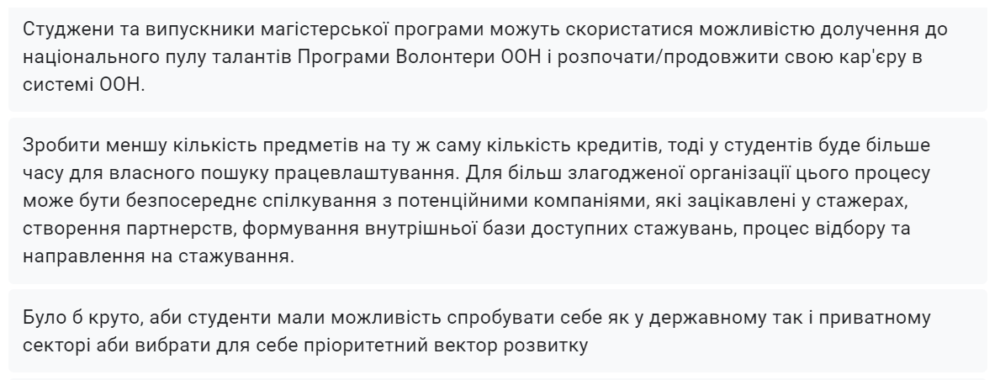 Студжени та випускники магістерської програми можуть скористатися можливістю долучення до
національного пулу талантів Програми Волонтери ООН і розпочати/продовжити свою кар'єру в
системі ООН.
Зробити меншу кількість предметів на ту ж саму кількість кредитів, тоді у студентів буде більше
часу для власного пошуку працевлаштування. Для більш злагодженої організації цього процесу
може бути безпосереднє спілкування з потенційними компаніями, які зацікавлені у стажерах,
створення партнерств, формування внутрішньої бази доступних стажувань, процес відбору та
направлення на стажування.
Було б круто, аби студенти мали можливість спробувати себе як у державному так і приватному
секторі аби вибрати для себе пріоритетний вектор розвитку